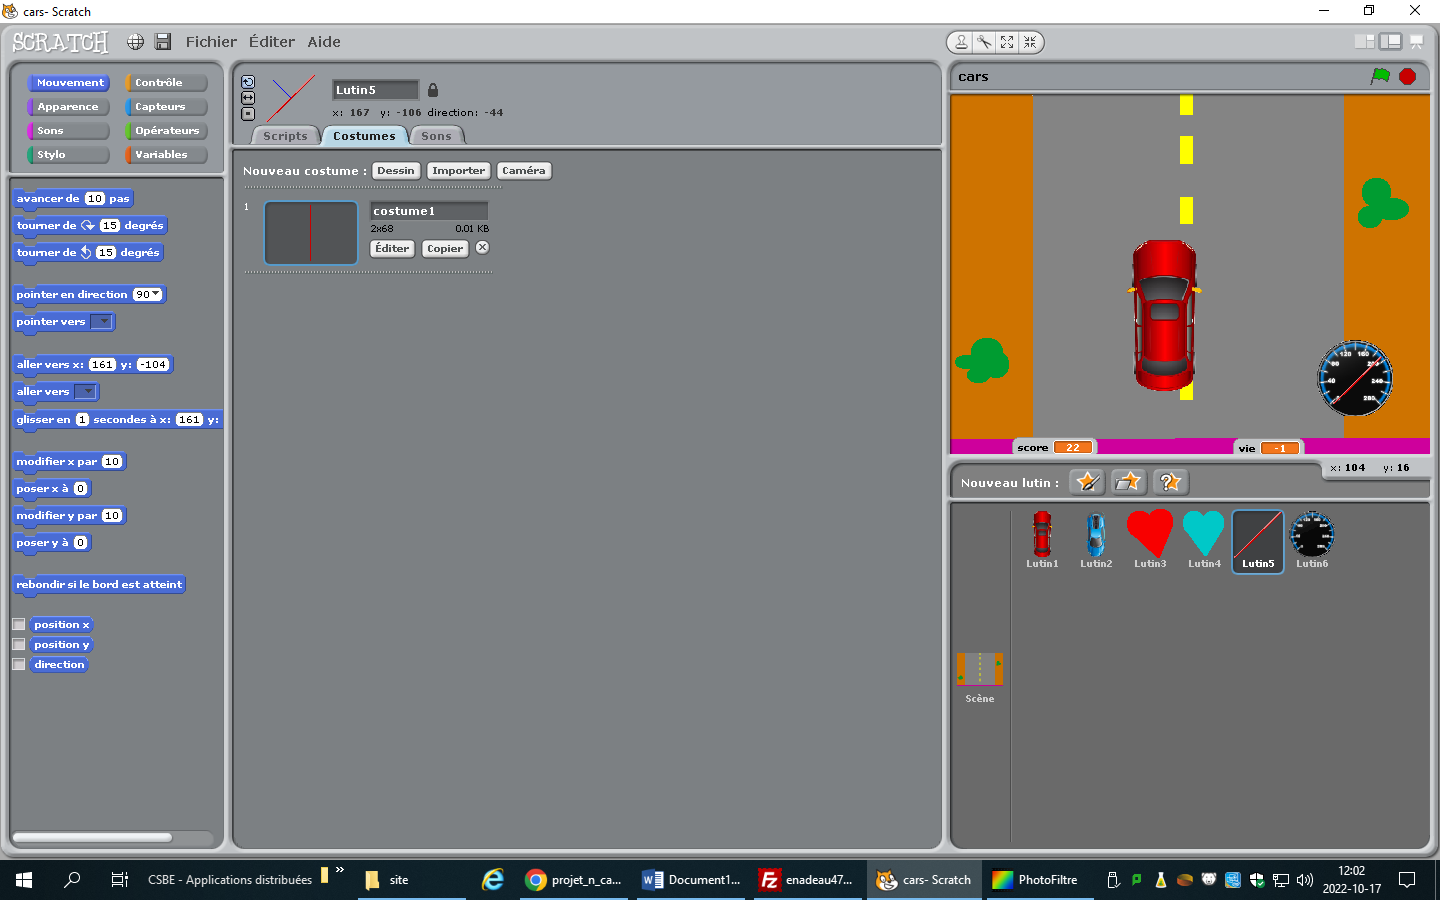 cars- Scratch
SCRATCH Fichier Éditer Aide
Mouvement Contrôle
Apparence Capteurs
Sons Opérateurs
Stylo Variables
avancer de 10 pas
tourner de 15 degrés
tourner de 15 degrés
pointer en direction 90
pointer vers
aller vers x: 161 y: -104
aller vers
glisser en 1 secondes à x: 161 y:
modifier x par 10
poser x à 0
modifier y par 10
poser y à 0
rebondir si le bord est atteint
position x
position y
direction
Lutin5
x: 167 y: -106 direction: -44
Scripts Costumes Sons
Nouveau costume : Dessin Importer Caméra
1
costume1
2x68 0.01 KB
Éditer Copier
cars
120 160
80
40 240
280
score 22 vie -1
x: 104 y: 16
Nouveau lutin :
Lutin1 Lutin2 Lutin3 Lutin4 Lutin5 Lutin6
Scène
CSBE - Applications distribuées » site projet_n_ca... Document1... enadeau47... cars- Scratch PhotoFiltre
12:02
2022-10-17